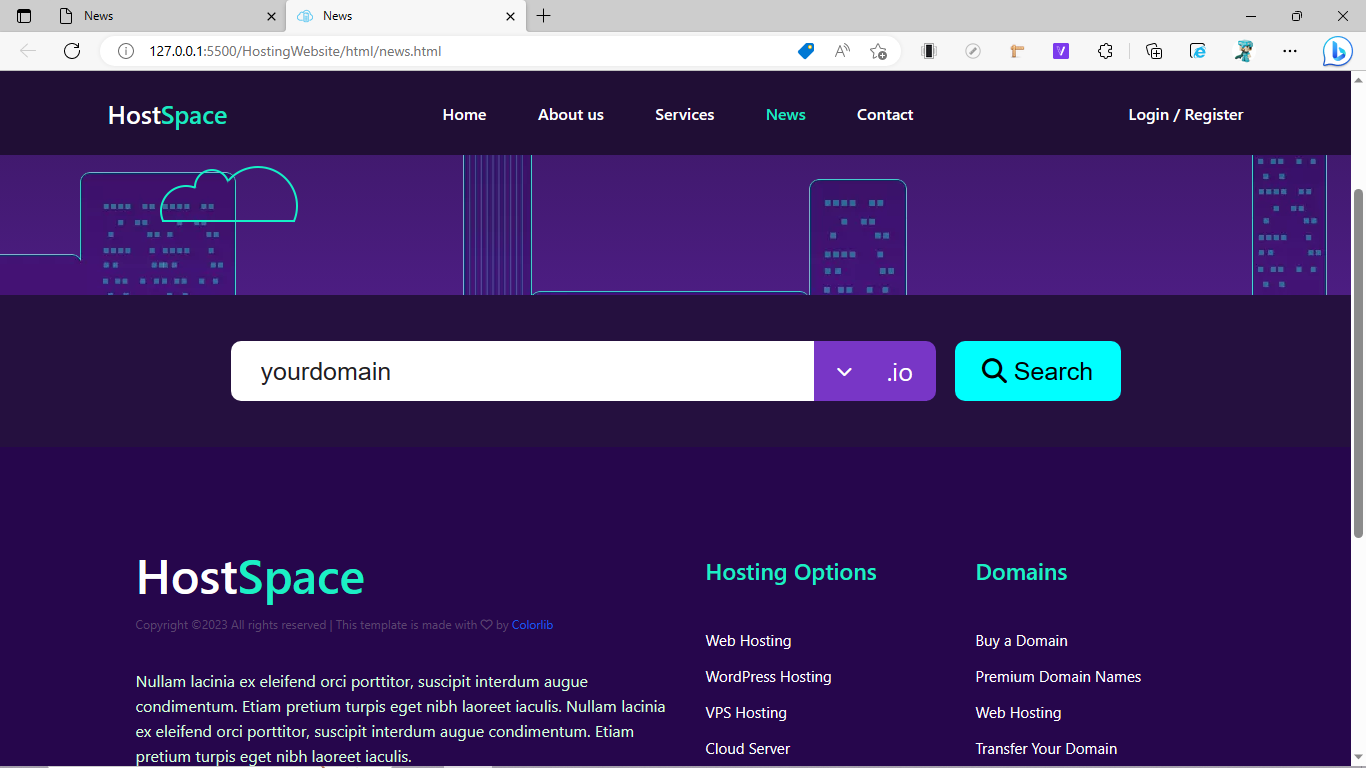 News
News
127.0.0.1:5500/HostingWebsite/html/news.html
HostSpace
Home
About us
Services
News
Contact
Login / Register
yourdomain
.io
Search
HostSpace
Copyright ©2023 All rights reserved | This template is made with ♡ by Colorlib
Nullam lacinia ex eleifend orci porttitor, suscipit interdum augue
condimentum. Etiam pretium turpis eget nibh laoreet iaculis. Nullam lacinia
ex eleifend orci porttitor, suscipit interdum augue condimentum. Etiam
pretium turpis eget nibh laoreet iaculis.
Hosting Options
Web Hosting
WordPress Hosting
VPS Hosting
Cloud Server
Domains
Buy a Domain
Premium Domain Names
Web Hosting
Transfer Your Domain